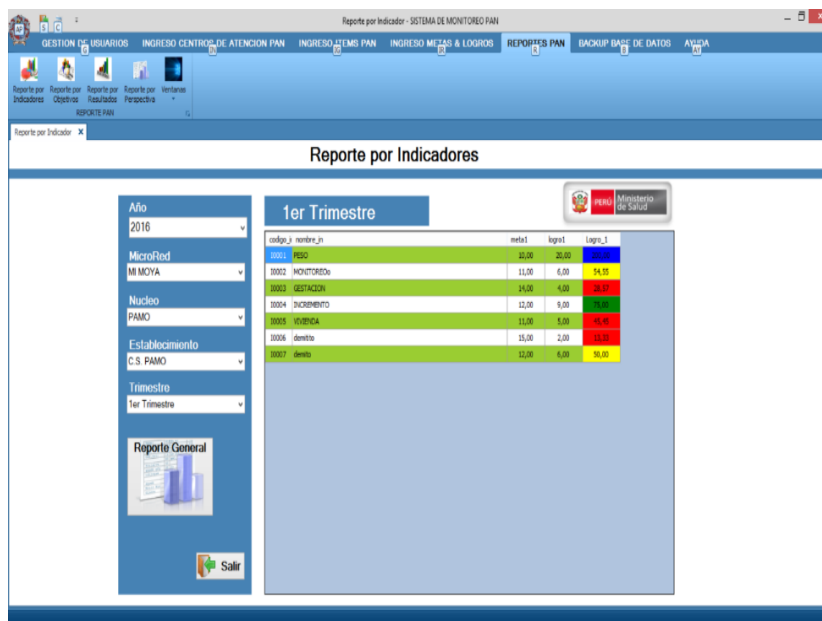 Reporte por Indicador - SISTEMA DE MONITOREO PAN
S C
GESTION DE USUARIOS INGRESO CENTROS DE ATENCION PAN INGRESO ITEMS PAN INGRESO METAS & LOGROS REPORTES PAN BACKUP BASE DE DATOS AYUDA
Reporte por Indicadores Reporte por Objetivos Reporte por Resultados Reporte por Perspectiva Ventanas
REPORTE PAN
Reporte por Indicador X
Reporte por Indicadores
Año
2016
MicroRed
MI MOYA
Nucleo
PAMO
Establecimiento
C.S. PAMO
Trimestre
1er Trimestre
Reporte General
Salir
1er Trimestre
PERÚ Ministerio de Salud
codigo_i nombre_in meta1 logro1 Logro_1
I0001 PESO 10,00 20,00
I0002 MONITOREOo 11,00 6,00 54,55
I0003 GESTACION 14,00 4,00 28,57
I0004 INCREMENTO 12,00 9,00 75,00
I0005 VIVIENDA 11,00 5,00 45,45
I0006 demitito 15,00 2,00 13,33
I0007 demito 12,00 6,00 50,00